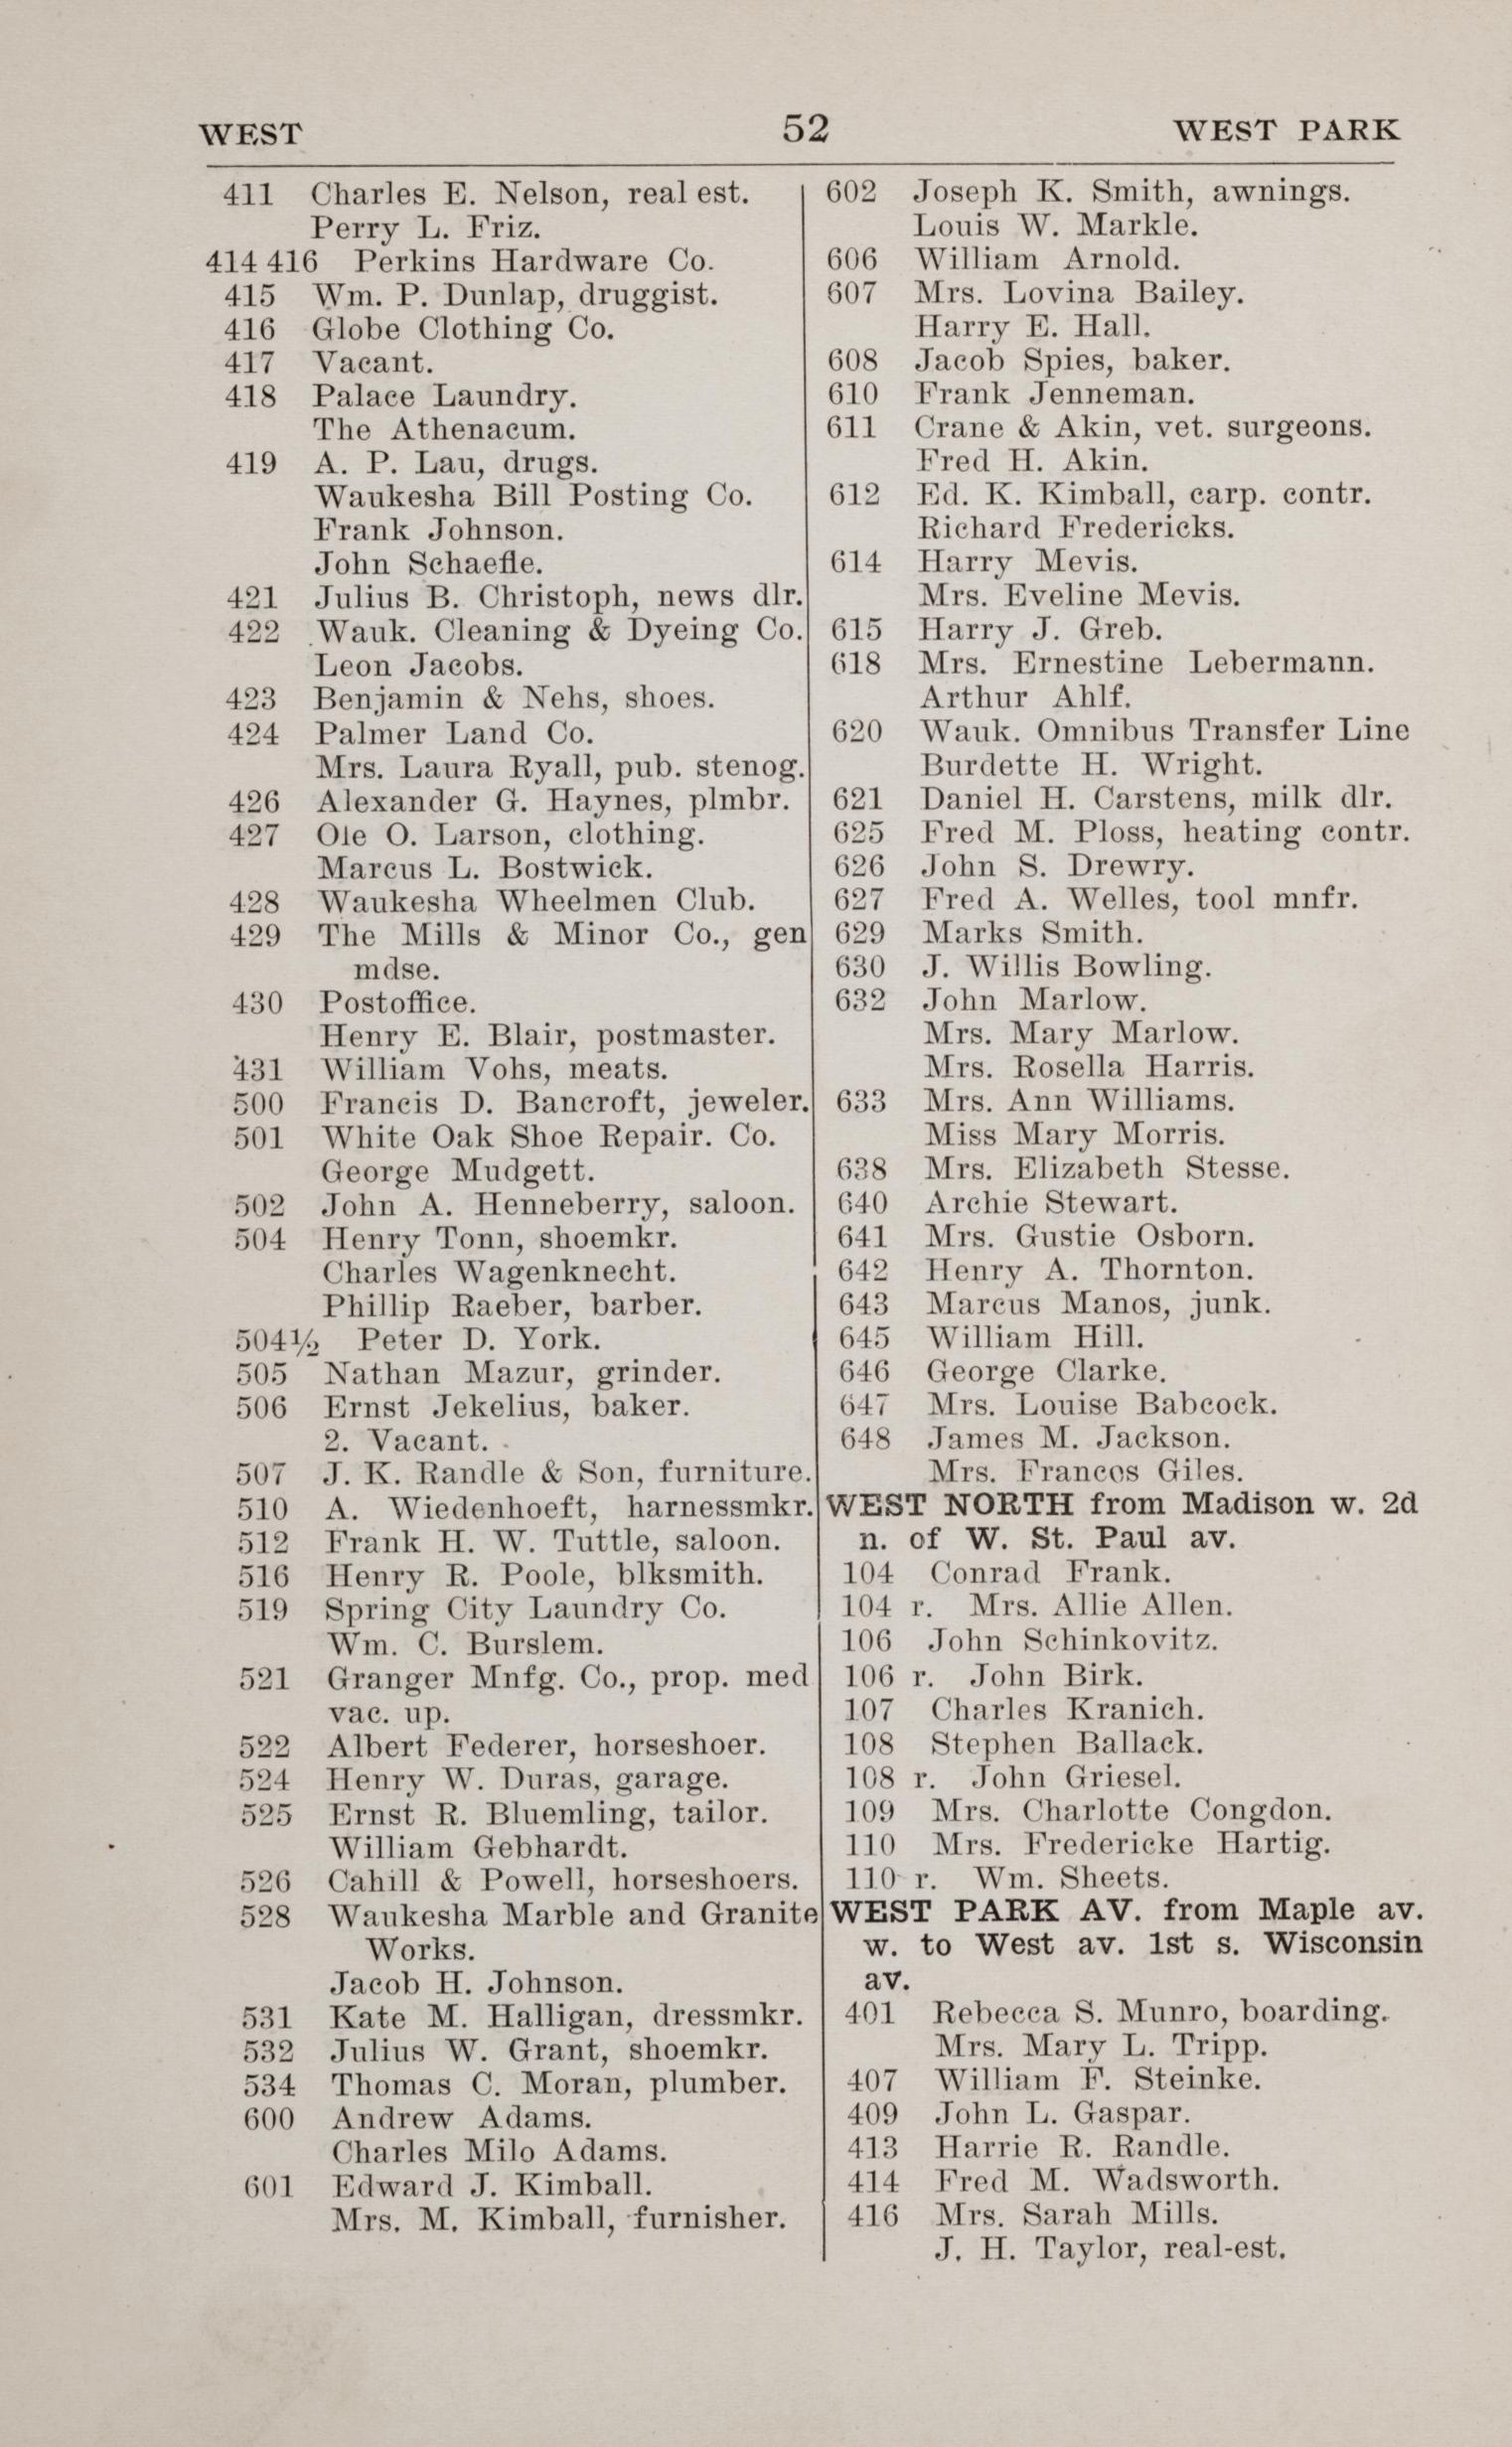 WEST 52 WEST PARK
411 Charles E. Nelson, real est.
Perry L. Friz.
414 416 Perkins Hardware Co.
415 Wm. P. Dunlap, druggist.
416 Globe Clothing Co.
417 Vacant.
418 Palace Laundry.
The Athenacum.
419 A. P. Lau, drugs.
Waukesha Bill Posting Co.
Frank Johnson.
John Schaefle.
421 Julius B. Christoph, news dlr.
422 Wauk. Cleaning & Dyeing Co.
Leon Jacobs.
423 Benjamin & Nehs, shoes.
424 Palmer Land Co.
Mrs. Laura Ryall, pub. stenog.
426 Alexander G. Haynes, plmbr.
427 Ole O. Larson, clothing.
Marcus L. Bostwick.
428 Waukesha Wheelmen Club.
429 The Mills & Minor Co., gen
mdse.
430 Postoffice.
Henry E. Blair, postmaster.
431 William Vohs, meats.
500 Francis D. Bancroft, jeweler.
501 White Oak Shoe Repair. Co.
George Mudgett.
502 John A. Henneberry, saloon.
504 Henry Tonn, shoemkr.
Charles Wagenknecht.
Phillip Raeber, barber.
504½ Peter D. York.
505 Nathan Mazur, grinder.
506 Ernst Jekelius, baker.
2. Vacant.
507 J. K. Randle & Son, furniture.
510 A. Wiedenhoeft, harnessmkr.
512 Frank H. W. Tuttle, saloon.
516 Henry R. Poole, blksmith.
519 Spring City Laundry Co.
Wm. C. Burslem.
521 Granger Mnfg. Co., prop. med
vac. up.
522 Albert Federer, horseshoer.
524 Henry W. Duras, garage.
525 Ernst R. Bluemling, tailor.
William Gebhardt.
526 Cahill & Powell, horseshoers.
528 Waukesha Marble and Granite
Works.
Jacob H. Johnson.
531 Kate M. Halligan, dressmkr.
532 Julius W. Grant, shoemkr.
534 Thomas C. Moran, plumber.
600 Andrew Adams.
Charles Milo Adams.
601 Edward J. Kimball.
Mrs. M. Kimball, furnisher.
602 Joseph K. Smith, awnings.
Louis W. Markle.
606 William Arnold.
607 Mrs. Lovina Bailey.
Harry E. Hall.
608 Jacob Spies, baker.
610 Frank Jenneman.
611 Crane & Akin, vet. surgeons.
Fred H. Akin.
612 Ed. K. Kimball, carp. contr.
Richard Fredericks.
614 Harry Mevis.
Mrs. Eveline Mevis.
615 Harry J. Greb.
618 Mrs. Ernestine Lebermann.
Arthur Ahlf.
620 Wauk. Omnibus Transfer Line
Burdette H. Wright.
621 Daniel H. Carstens, milk dlr.
625 Fred M. Ploss, heating contr.
626 John S. Drewry.
627 Fred A. Welles, tool mnfr.
629 Marks Smith.
630 J. Willis Bowling.
632 John Marlow.
Mrs. Mary Marlow.
Mrs. Rosella Harris.
633 Mrs. Ann Williams.
Miss Mary Morris.
638 Mrs. Elizabeth Stesse.
640 Archie Stewart.
641 Mrs. Gustie Osborn.
642 Henry A. Thornton.
643 Marcus Manos, junk.
645 William Hill.
646 George Clarke.
647 Mrs. Louise Babcock.
648 James M. Jackson.
Mrs. Francos Giles.
WEST NORTH from Madison w. 2d
n. of W. St. Paul av.
104 Conrad Frank.
104 r. Mrs. Allie Allen.
106 John Schinkovitz.
106 r. John Birk.
107 Charles Kranich.
108 Stephen Ballack.
108 r. John Griesel.
109 Mrs. Charlotte Congdon.
110 Mrs. Fredericke Hartig.
110 r. Wm. Sheets.
WEST PARK AV. from Maple av.
w. to West av. 1st s. Wisconsin
av.
401 Rebecca S. Munro, boarding.
Mrs. Mary L. Tripp.
407 William F. Steinke.
409 John L. Gaspar.
413 Harrie R. Randle.
414 Fred M. Wadsworth.
416 Mrs. Sarah Mills.
J. H. Taylor, real-est.